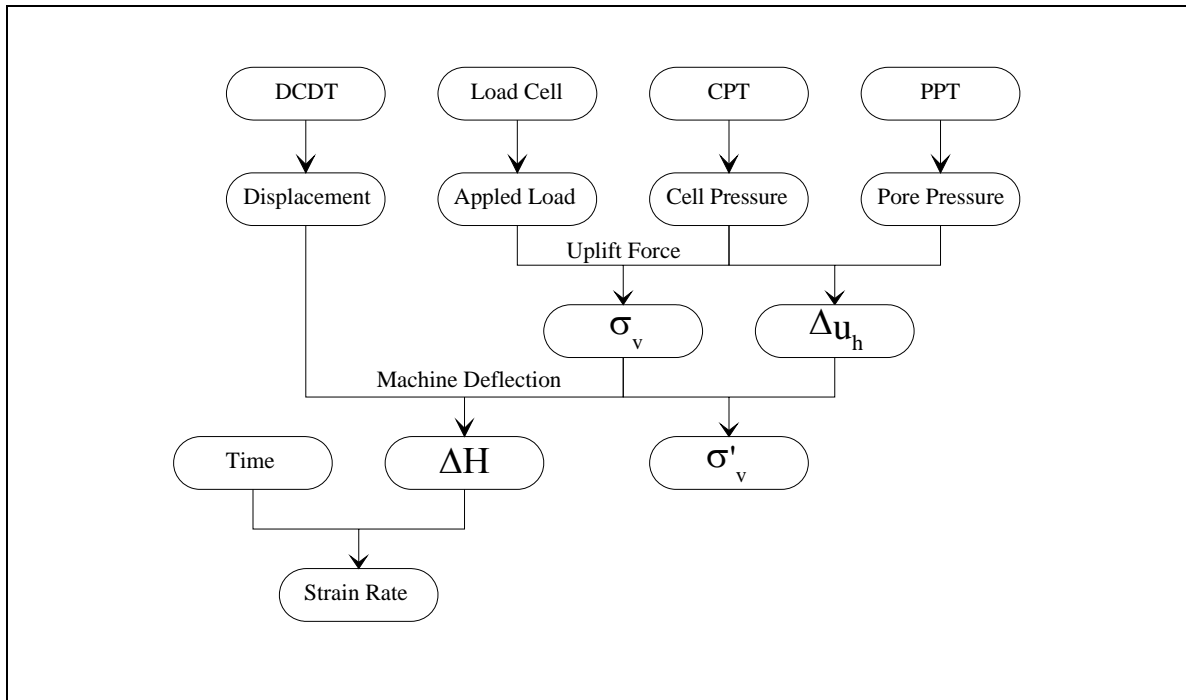 DCDT
Load Cell
CPT
PPT
Displacement
Appled Load
Cell Pressure
Pore Pressure
Uplift Force
σv
Δuh
Machine Deflection
Time
ΔH
σ'v
Strain Rate